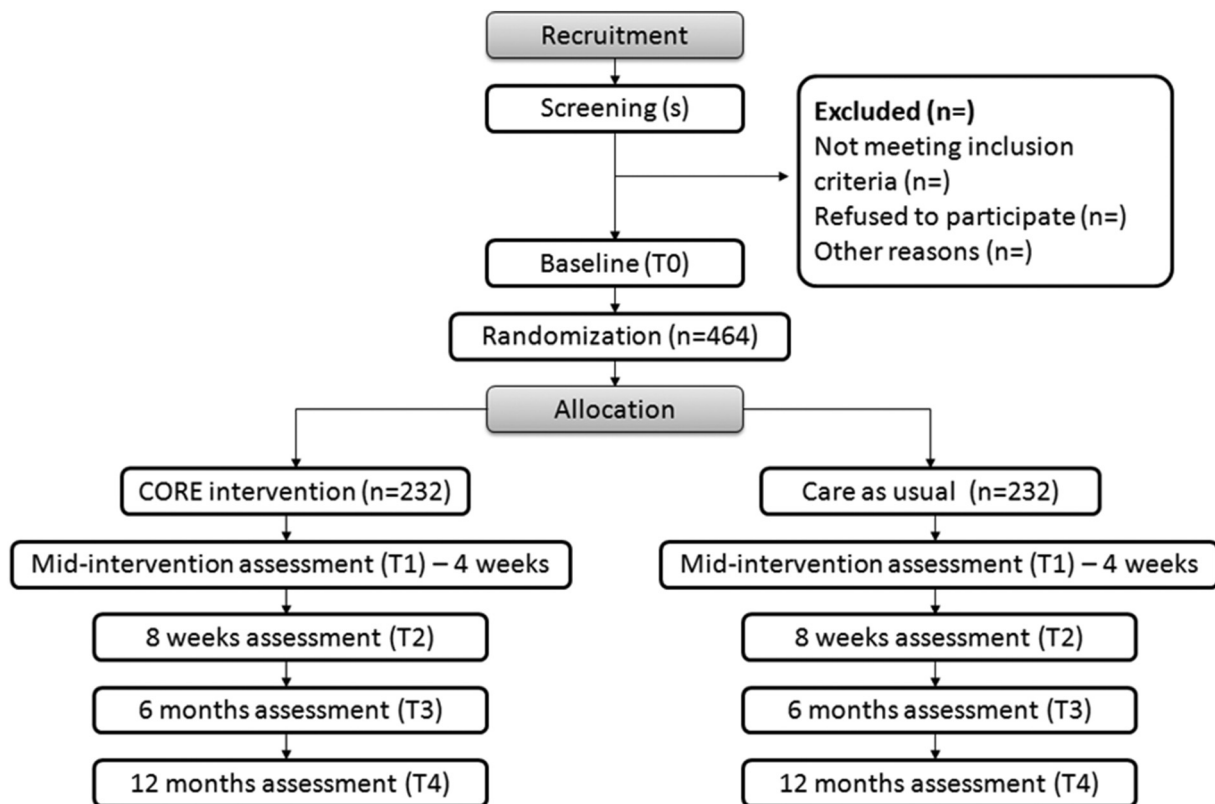 Recruitment
Screening (s)
Excluded (n=)
Not meeting inclusion
criteria (n=)
Refused to participate (n=)
Other reasons (n=)
Baseline (T0)
Randomization (n=464)
Allocation
CORE intervention (n=232)
Care as usual (n=232)
Mid-intervention assessment (T1) – 4 weeks
Mid-intervention assessment (T1) – 4 weeks
8 weeks assessment (T2)
8 weeks assessment (T2)
6 months assessment (T3)
6 months assessment (T3)
12 months assessment (T4)
12 months assessment (T4)